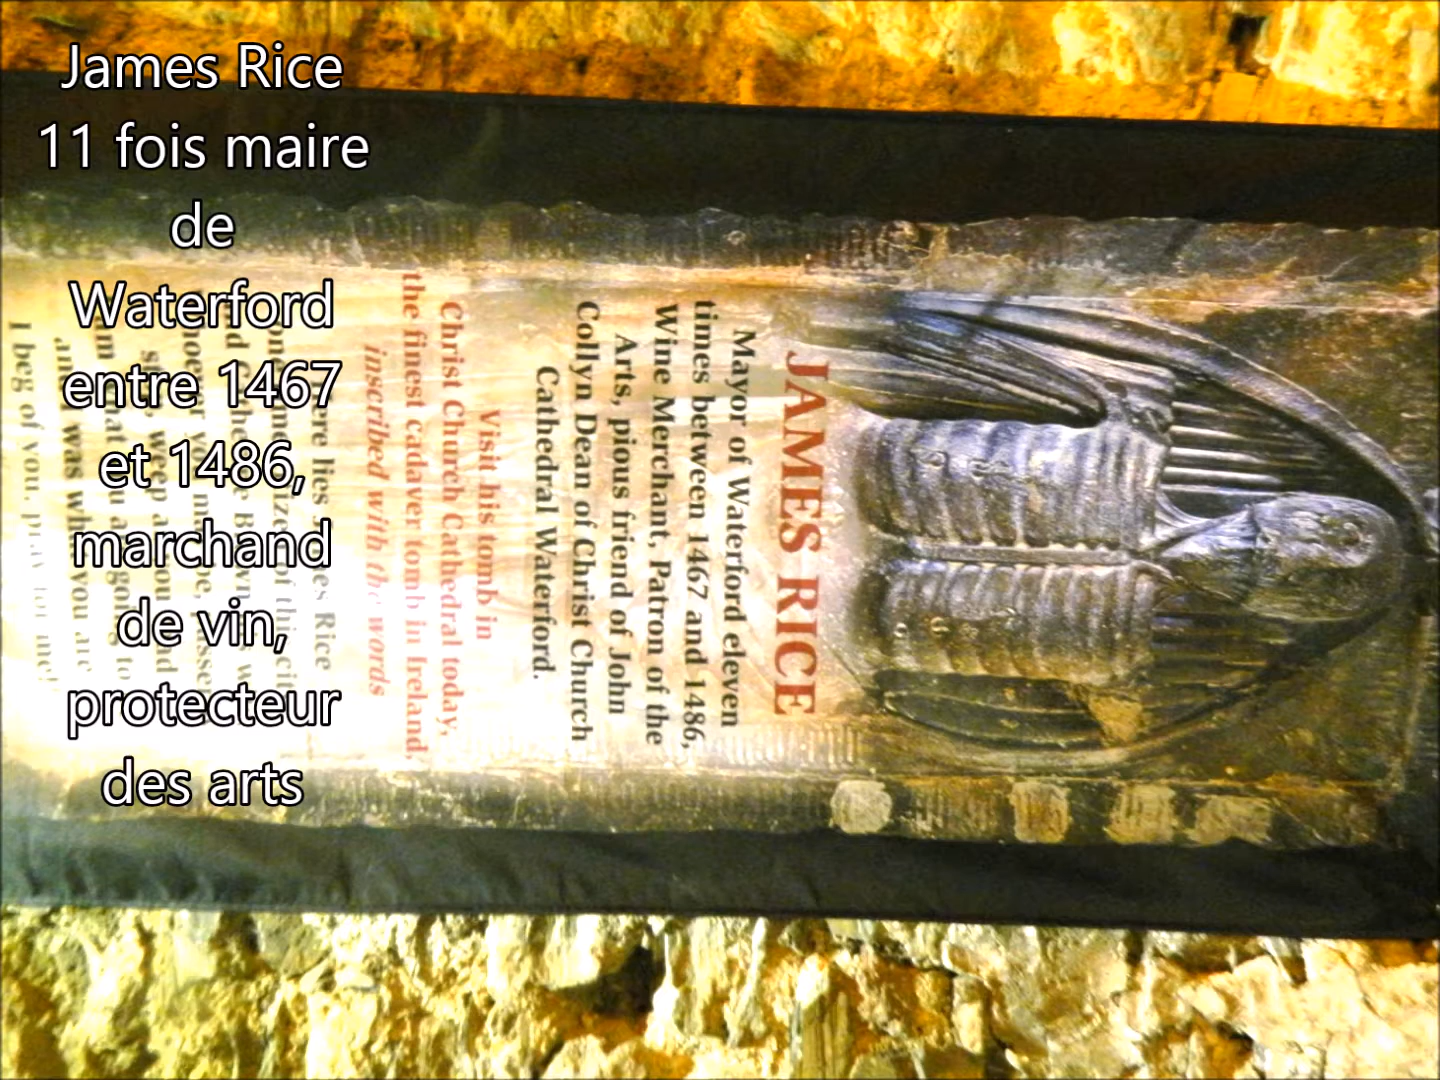 James Rice
11 fois maire
de
Waterford
entre 1467
et 1486,
marchand
de vin,
protecteur
des arts
JAMES RICE
Mayor of Waterford eleven
times between 1467 and 1486,
Wine Merchant, Patron of the
Arts, pious friend of John
Collyn Dean of Christ Church
Cathedral Waterford.
Visit his tomb in
Christ Church Cathedral today,
the finest cadaver tomb in Ireland
inscribed with the words
lies Rice
I beg of you, pray for me!